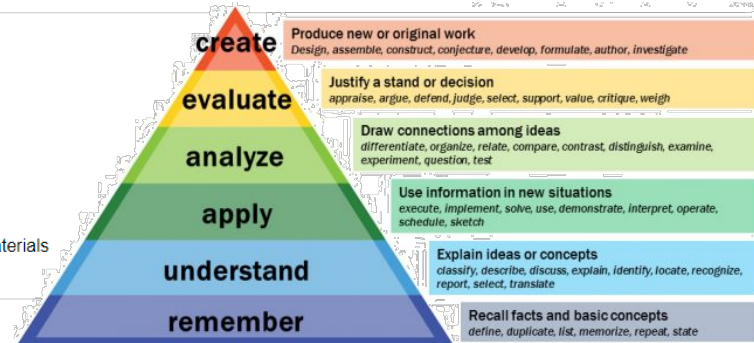 create
Produce new or original work
Design, assemble, construct, conjecture, develop, formulate, author, investigate
evaluate
Justify a stand or decision
appraise, argue, defend, judge, select, support, value, critique, weigh
analyze
Draw connections among ideas
differentiate, organize, relate, compare, contrast, distinguish, examine,
experiment, question, test
apply
Use information in new situations
execute, implement, solve, use, demonstrate, interpret, operate,
schedule, sketch
understand
Explain ideas or concepts
classify, describe, discuss, explain, identify, locate, recognize,
report, select, translate
remember
Recall facts and basic concepts
define, duplicate, list, memorize, repeat, state